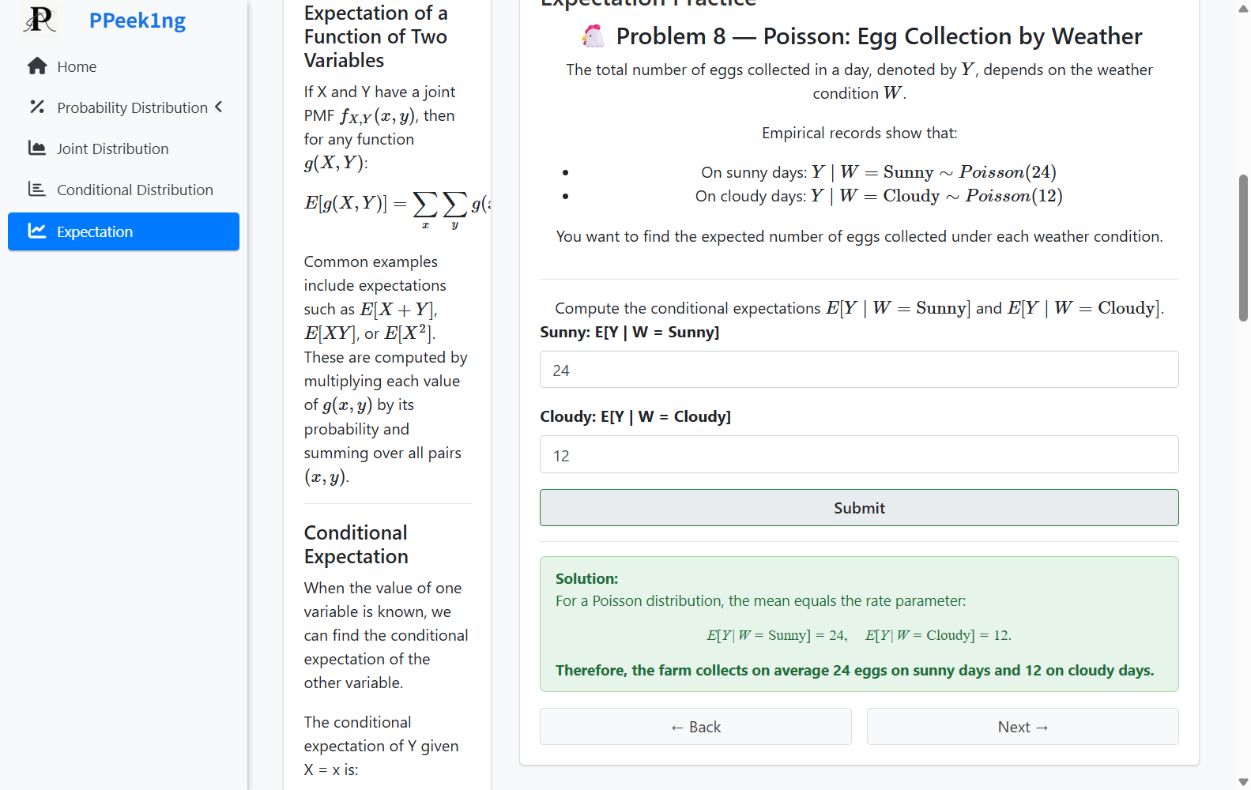 PPeek1ng
Home
Probability Distribution
Joint Distribution
Conditional Distribution
Expectation
Expectation of a
Function of Two
Variables
If X and Y have a joint
PMF f_{X,Y}(x, y), then
for any function
g(X, Y):
E[g(X, Y)] = ∑_x ∑_y g(x
Common examples
include expectations
such as E[X + Y],
E[XY], or E[X²].
These are computed by
multiplying each value
of g(x, y) by its
probability and
summing over all pairs
(x, y).
Conditional
Expectation
When the value of one
variable is known, we
can find the conditional
expectation of the
other variable.
The conditional
expectation of Y given
X = x is:
Expectation Practice
Problem 8 — Poisson: Egg Collection by Weather
The total number of eggs collected in a day, denoted by Y, depends on the weather
condition W.
Empirical records show that:
• On sunny days: Y | W = Sunny ∼ Poisson(24)
• On cloudy days: Y | W = Cloudy ∼ Poisson(12)
You want to find the expected number of eggs collected under each weather condition.
Compute the conditional expectations E[Y | W = Sunny] and E[Y | W = Cloudy].
Sunny: E[Y | W = Sunny]
24
Cloudy: E[Y | W = Cloudy]
12
Submit
Solution:
For a Poisson distribution, the mean equals the rate parameter:
E[Y| W = Sunny] = 24, E[Y| W = Cloudy] = 12.
Therefore, the farm collects on average 24 eggs on sunny days and 12 on cloudy days.
← Back
Next →